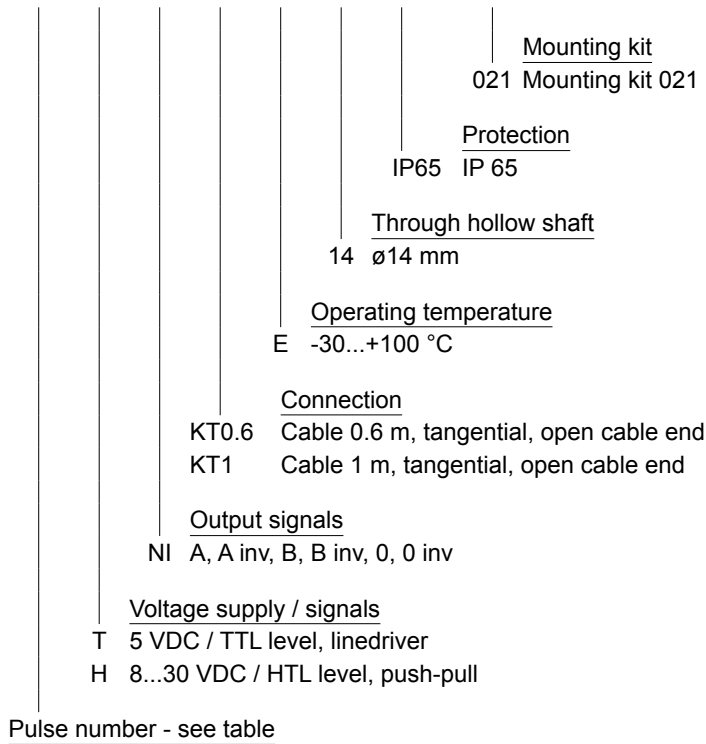 Mounting kit
021 Mounting kit 021
Protection
IP65 IP 65
Through hollow shaft
14 ø14 mm
Operating temperature
E -30...+100 °C
Connection
KT0.6 Cable 0.6 m, tangential, open cable end
KT1 Cable 1 m, tangential, open cable end
Output signals
NI A, A inv, B, B inv, 0, 0 inv
Voltage supply / signals
T 5 VDC / TTL level, linedriver
H 8...30 VDC / HTL level, push-pull
Pulse number - see table